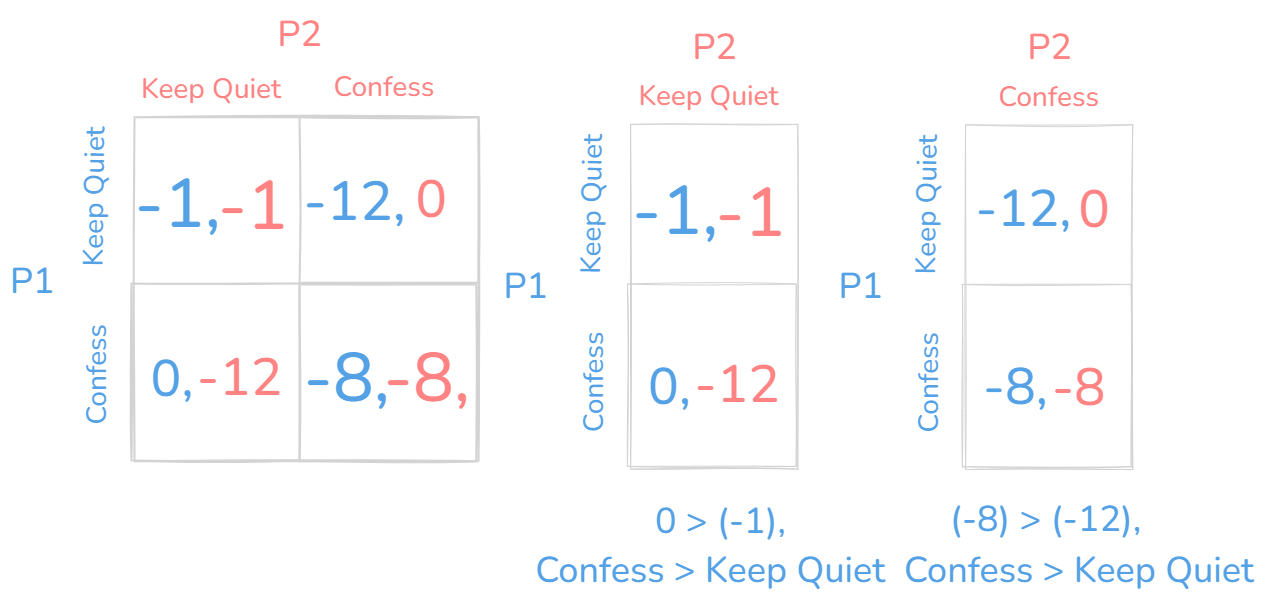 P2
Keep Quiet Confess
P1
Keep Quiet
-1,-1 -12, 0
Confess
0,-12 -8,-8,
P2
Keep Quiet
P1
Keep Quiet
-1,-1
Confess
0,-12
0 > (-1),
Confess > Keep Quiet
P2
Confess
P1
Keep Quiet
-12, 0
Confess
-8,-8
(-8) > (-12),
Confess > Keep Quiet